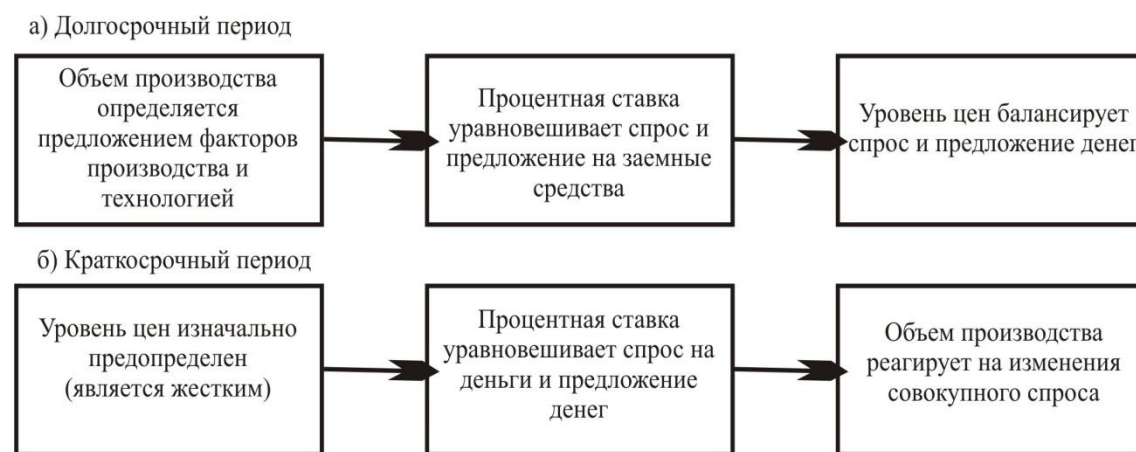 а) Долгосрочный период
Объем производства
определяется
предложением факторов
производства и
технологией
Процентная ставка
уравновешивает спрос и
предложение на заемные
средства
Уровень цен балансирует
спрос и предложение денег
б) Краткосрочный период
Уровень цен изначально
предопределен
(является жестким)
Процентная ставка
уравновешивает спрос на
деньги и предложение
денег
Объем производства
реагирует на изменения
совокупного спроса